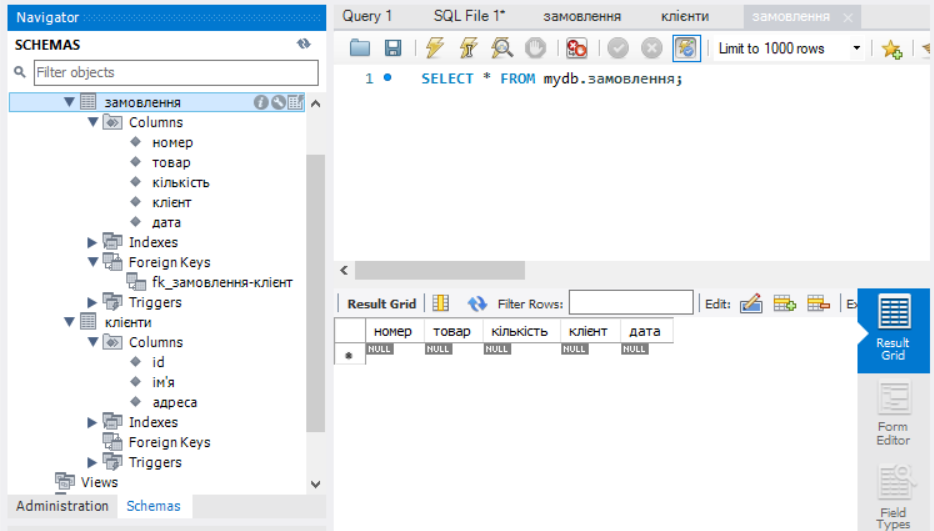 Navigator
SCHEMAS
Filter objects
замовлення
Columns
номер
товар
кількість
клієнт
дата
Indexes
Foreign Keys
fk_замовлення-клієнт
Triggers
клієнти
Columns
id
ім'я
адреса
Indexes
Foreign Keys
Triggers
Views
Administration Schemas
Query 1 SQL File 1* замовлення клієнти замовлення
Limit to 1000 rows
1 SELECT * FROM mydb.замовлення;
Result Grid Filter Rows: Edit:
номер товар кількість клієнт дата
NULL NULL NULL NULL NULL
Result
Grid
Form
Editor
Field
Types